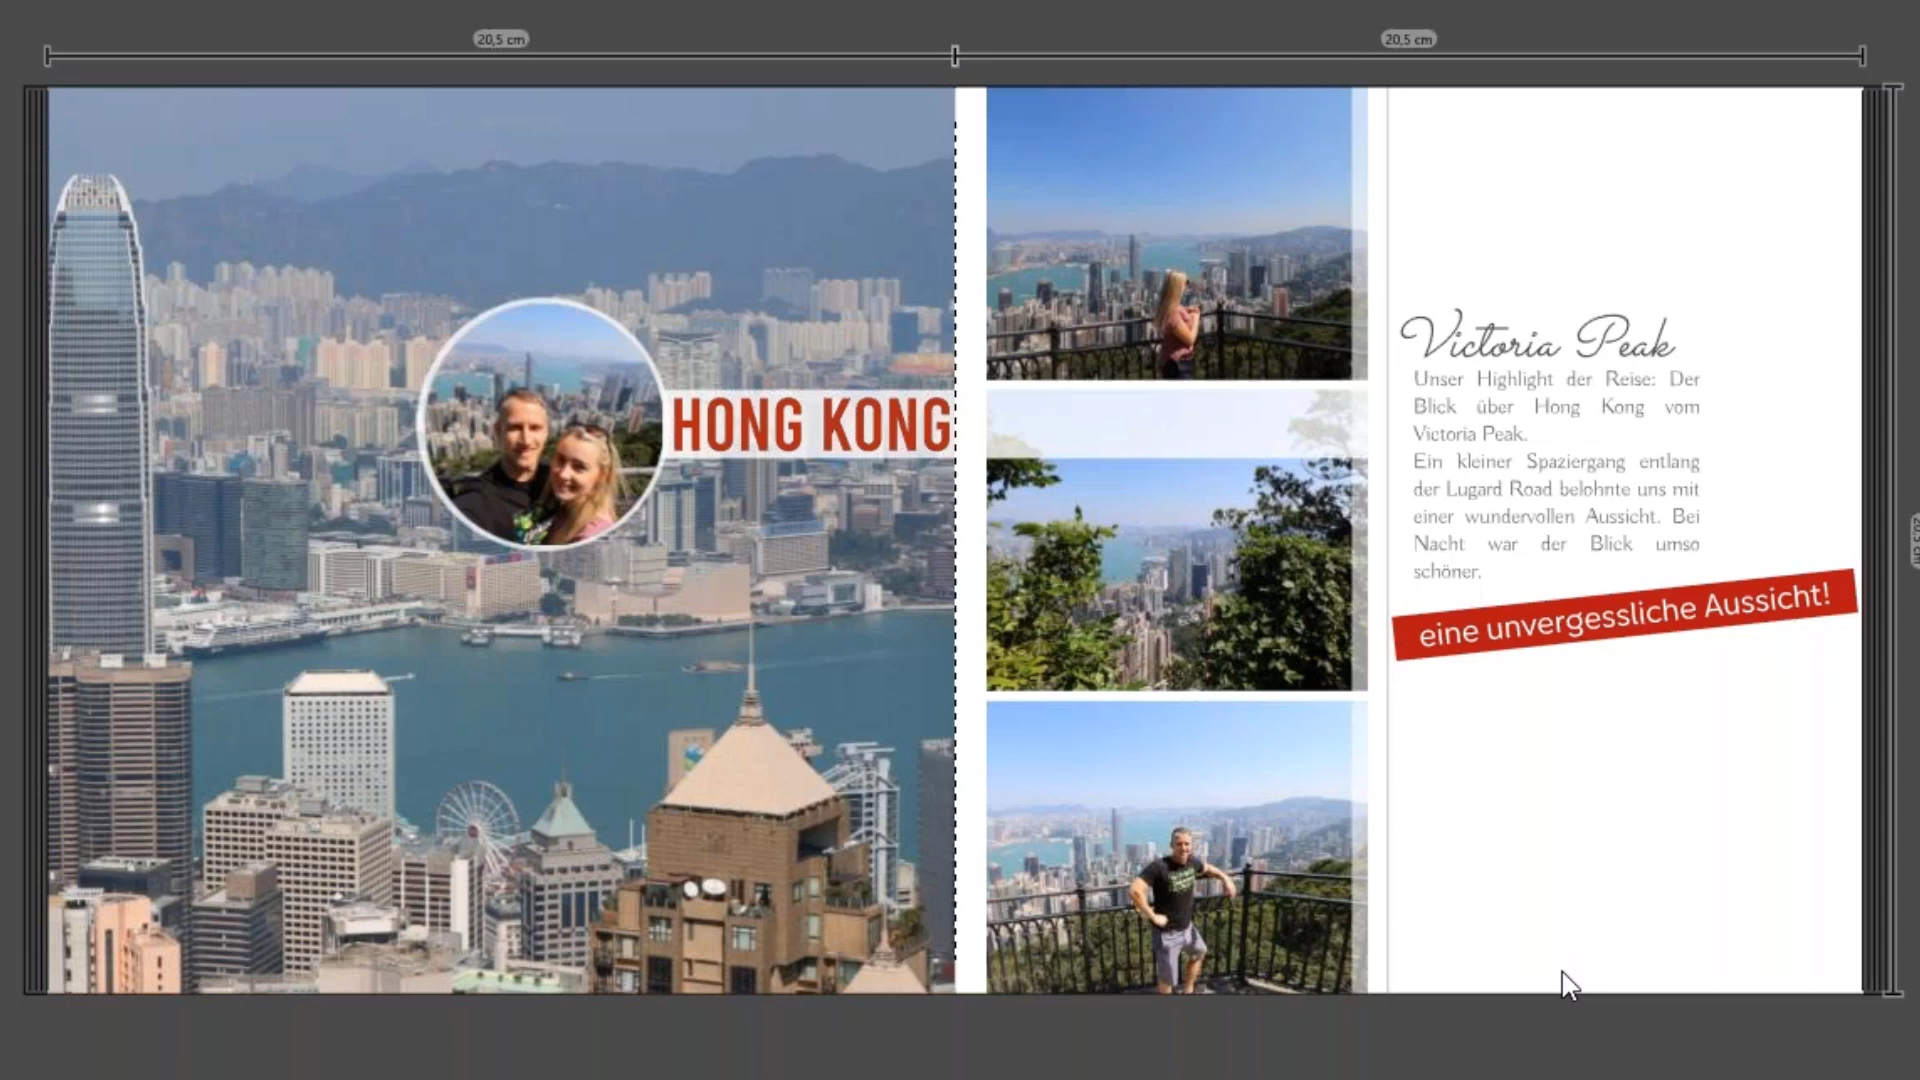 20,5 cm
20,5 cm
HONG KONG
Victoria Peak
Unser Highlight der Reise: Der
Blick über Hong Kong vom
Victoria Peak.
Ein kleiner Spaziergang entlang
der Lugard Road belohnte uns mit
einer wundervollen Aussicht. Bei
Nacht war der Blick umso
schöner.
eine unvergessliche Aussicht!